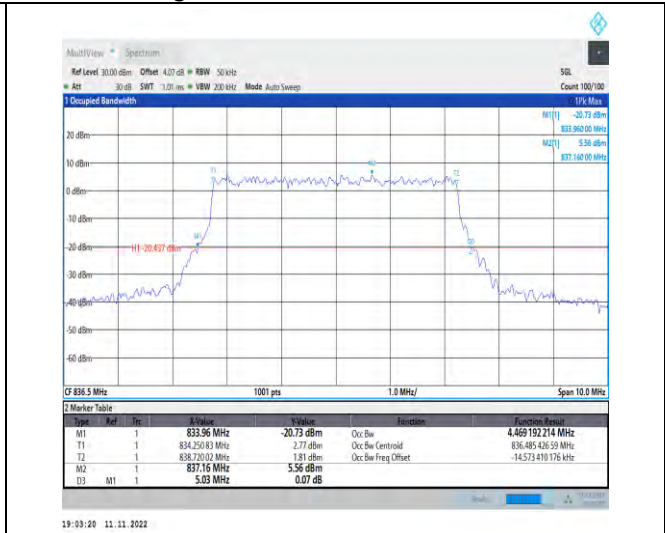 MultiView Spectrum
Ref Level 30.00 dBm Offset 4.07 dB RBW 50 kHz SGL
Att 30 dB SWT 1.01 ms VBW 200 kHz Mode Auto Sweep Count 100/100
1 Occupied Bandwidth 1Pk Max
M1[1] -20.73 dBm
833.960 00 MHz
M2[1] 5.56 dBm
837.160 00 MHz
20 dBm
10 dBm
T1 M2 T2
0 dBm
-10 dBm
M1 D3
-20 dBm H1 -20.437 dBm
-30 dBm
-40 dBm
-50 dBm
-60 dBm
CF 836.5 MHz 1001 pts 1.0 MHz/ Span 10.0 MHz
2 Marker Table
Type Ref Trc X-Value Y-Value Function Function Result
M1 1 833.96 MHz -20.73 dBm Occ Bw 4.469 192 214 MHz
T1 1 834.250 83 MHz 2.77 dBm Occ Bw Centroid 836.485 426 59 MHz
T2 1 838.720 02 MHz 1.81 dBm Occ Bw Freq Offset -14.573 410 176 kHz
M2 1 837.16 MHz 5.56 dBm
D3 M1 1 5.03 MHz 0.07 dB
19:03:20 11.11.2022